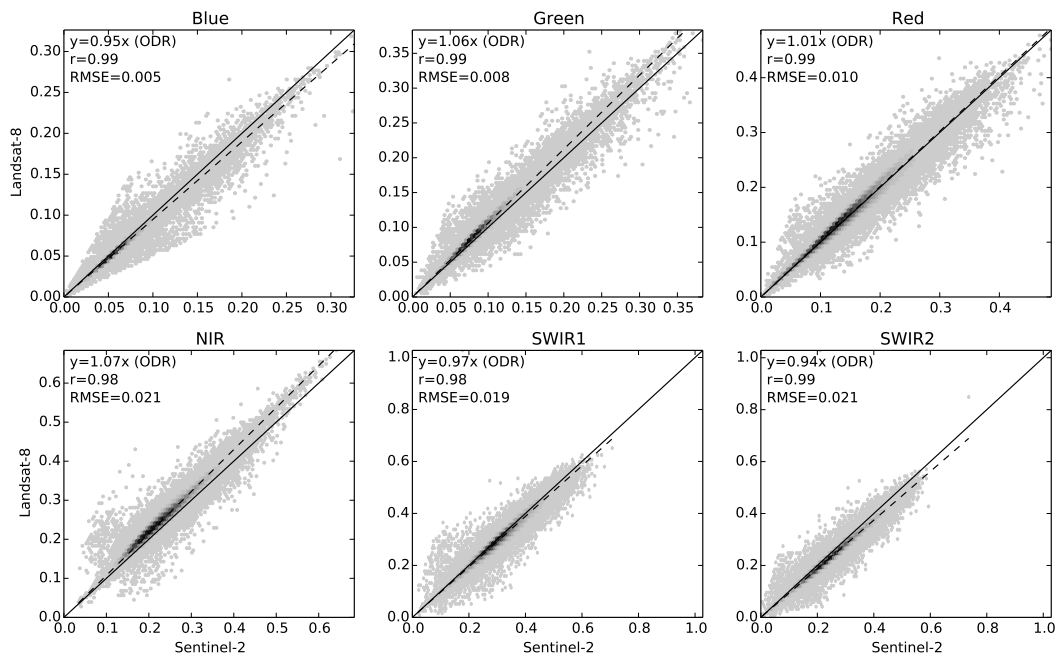 Blue
y=0.95x (ODR)
r=0.99
RMSE=0.005
Landsat-8
0.30
0.25
0.20
0.15
0.10
0.05
0.00
0.00 0.05 0.10 0.15 0.20 0.25 0.30
Green
y=1.06x (ODR)
r=0.99
RMSE=0.008
0.35
0.30
0.25
0.20
0.15
0.10
0.05
0.00
0.00 0.05 0.10 0.15 0.20 0.25 0.30 0.35
Red
y=1.01x (ODR)
r=0.99
RMSE=0.010
0.4
0.3
0.2
0.1
0.0
0.0 0.1 0.2 0.3 0.4
NIR
y=1.07x (ODR)
r=0.98
RMSE=0.021
Landsat-8
0.6
0.5
0.4
0.3
0.2
0.1
0.0
0.0 0.1 0.2 0.3 0.4 0.5 0.6
Sentinel-2
SWIR1
y=0.97x (ODR)
r=0.98
RMSE=0.019
1.0
0.8
0.6
0.4
0.2
0.0
0.0 0.2 0.4 0.6 0.8 1.0
Sentinel-2
SWIR2
y=0.94x (ODR)
r=0.99
RMSE=0.021
1.0
0.8
0.6
0.4
0.2
0.0
0.0 0.2 0.4 0.6 0.8 1.0
Sentinel-2